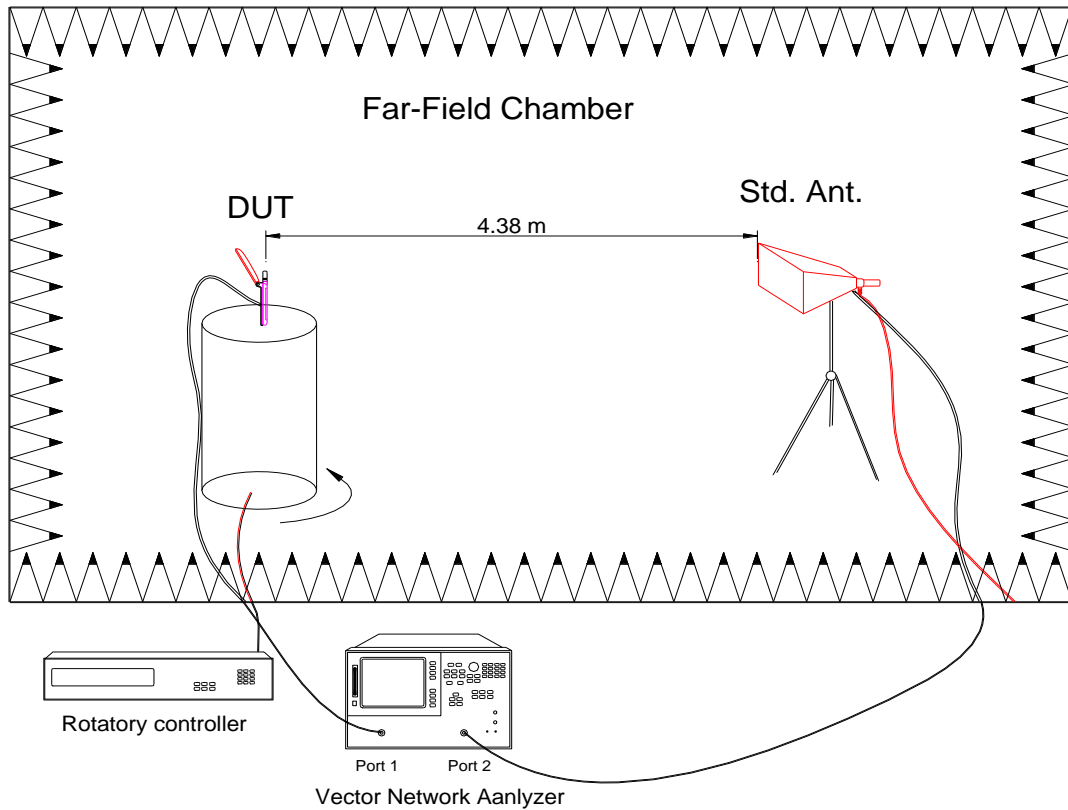 Far-Field Chamber
DUT
Std. Ant.
4.38 m
Rotatory controller
Port 1
Port 2
Vector Network Aanlyzer